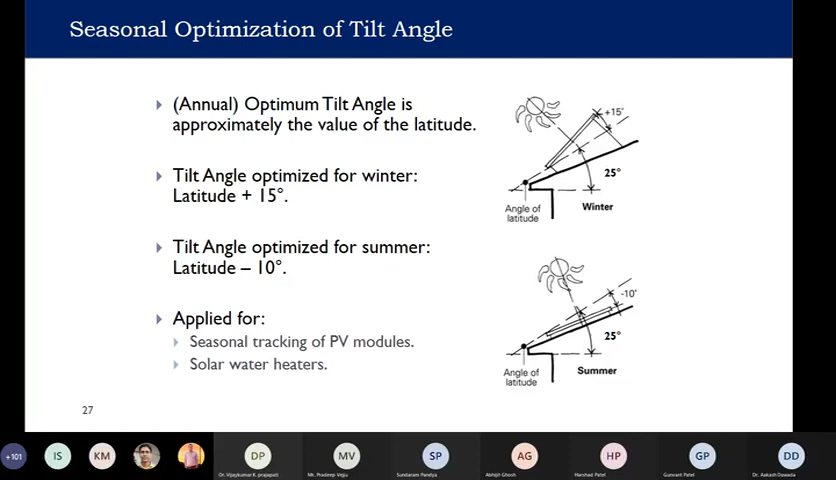 Seasonal Optimization of Tilt Angle
(Annual) Optimum Tilt Angle is
approximately the value of the latitude.
Tilt Angle optimized for winter:
Latitude + 15°.
Tilt Angle optimized for summer:
Latitude – 10°.
Applied for:
Seasonal tracking of PV modules.
Solar water heaters.
+15°
25°
Angle of
latitude
Winter
-10°
25°
Angle of
latitude
Summer
27
+101
IS
KM
DP
MV
SP
AG
HP
GP
DD
Dr. Vijaykumar K. prajapati
Mr. Pradeep Vejju
Sundaram Pandya
Abhijit Ghosh
Harshad Patel
Gunvant Patel
Dr. Aakash Dawada